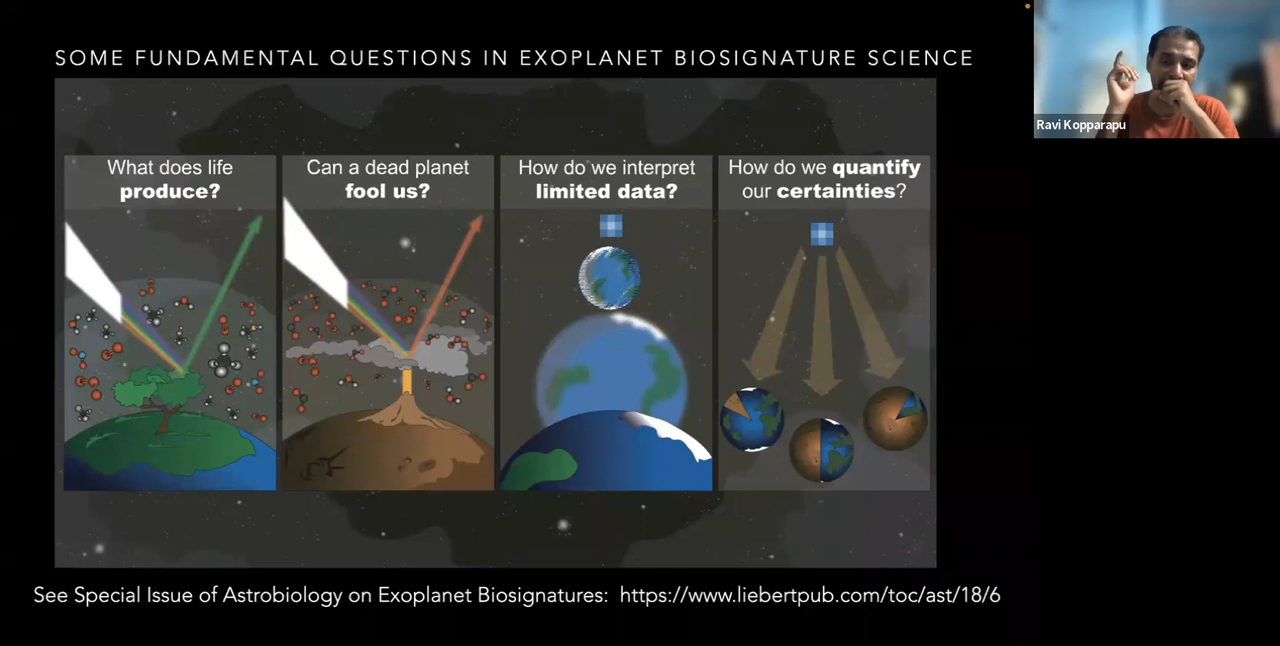 SOME FUNDAMENTAL QUESTIONS IN EXOPLANET BIOSIGNATURE SCIENCE
Ravi Kopparapu
What does life
produce?
Can a dead planet
fool us?
How do we interpret
limited data?
How do we quantify
our certainties?
See Special Issue of Astrobiology on Exoplanet Biosignatures: https://www.liebertpub.com/toc/ast/18/6